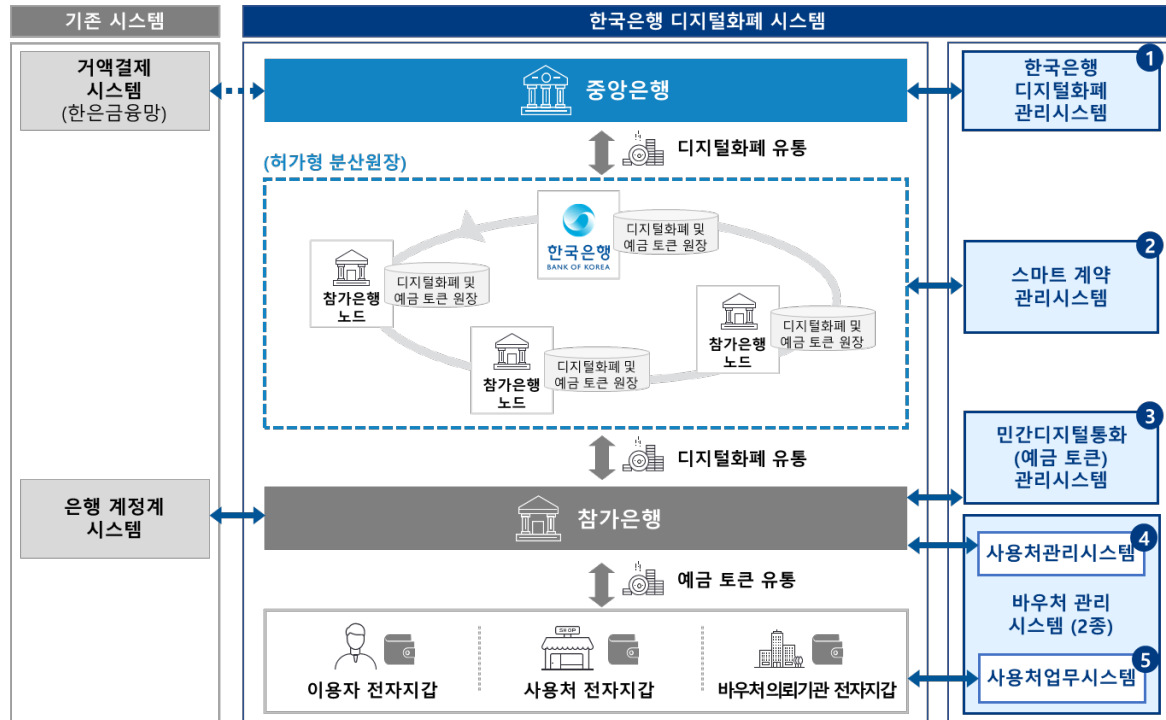 기존 시스템
한국은행 디지털화폐 시스템
거액결제
시스템
(한은금융망)
중앙은행
1
한국은행
디지털화폐
관리시스템
디지털화폐 유통
(허가형 분산원장)
한국은행
BANK OF KOREA
디지털화폐 및
예금 토큰 원장
참가은행
노드
디지털화폐 및
예금 토큰 원장
참가은행
노드
디지털화폐 및
예금 토큰 원장
참가은행
노드
디지털화폐 및
예금 토큰 원장
2
스마트 계약
관리시스템
디지털화폐 유통
3
민간디지털통화
(예금 토큰)
관리시스템
은행 계정계
시스템
참가은행
4
사용처관리시스템
바우처 관리
시스템 (2종)
5
사용처업무시스템
예금 토큰 유통
이용자 전자지갑
SHOP
사용처 전자지갑
바우처의뢰기관 전자지갑